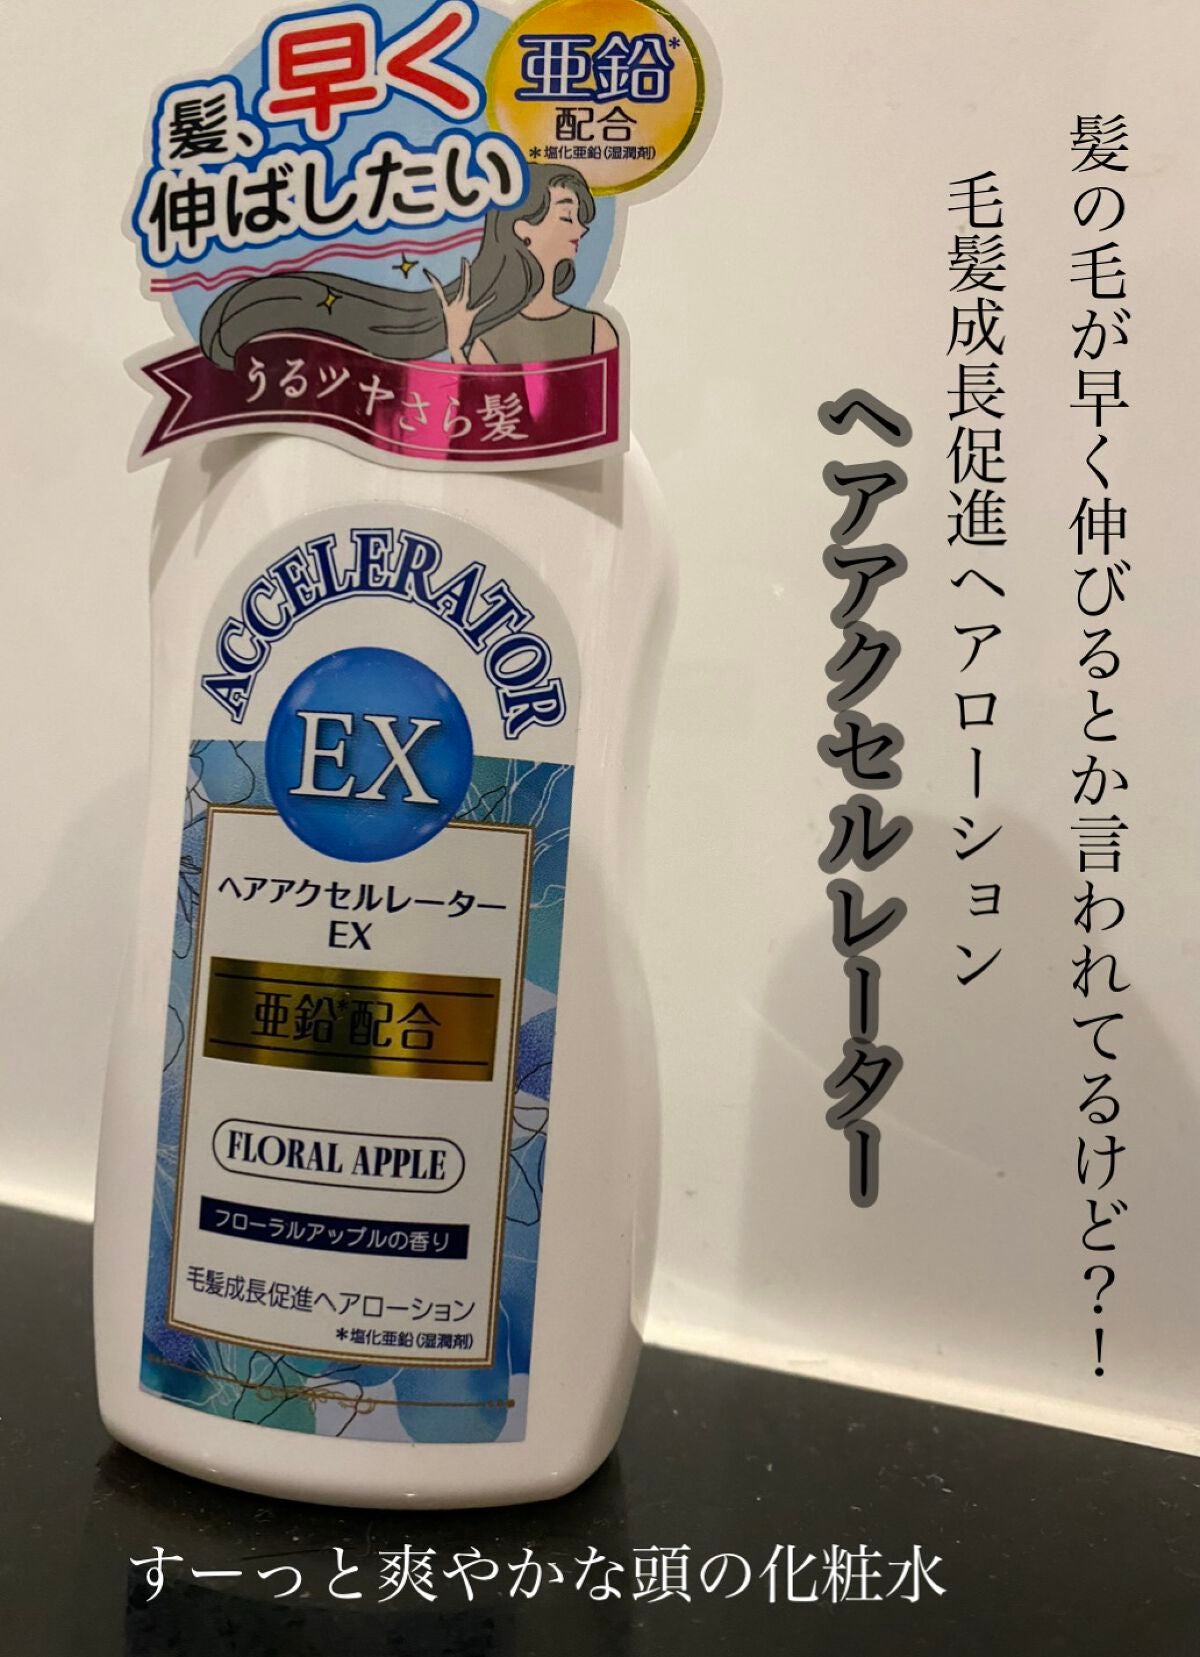 髪の毛が早く伸びるとか言われてるけど？！
毛髪成長促進ヘアローション
ヘアアクセルレーター
髪、早く
伸ばしたい
亜鉛*
配合
*塩化亜鉛(湿潤剤)
うるツヤさら髪
ACCELERATOR
EX
ヘアアクセルレーター
EX
亜鉛*配合
FLORAL APPLE
フローラルアップルの香り
毛髪成長促進ヘアローション
*塩化亜鉛(湿潤剤)
すーっと爽やかな頭の化粧水